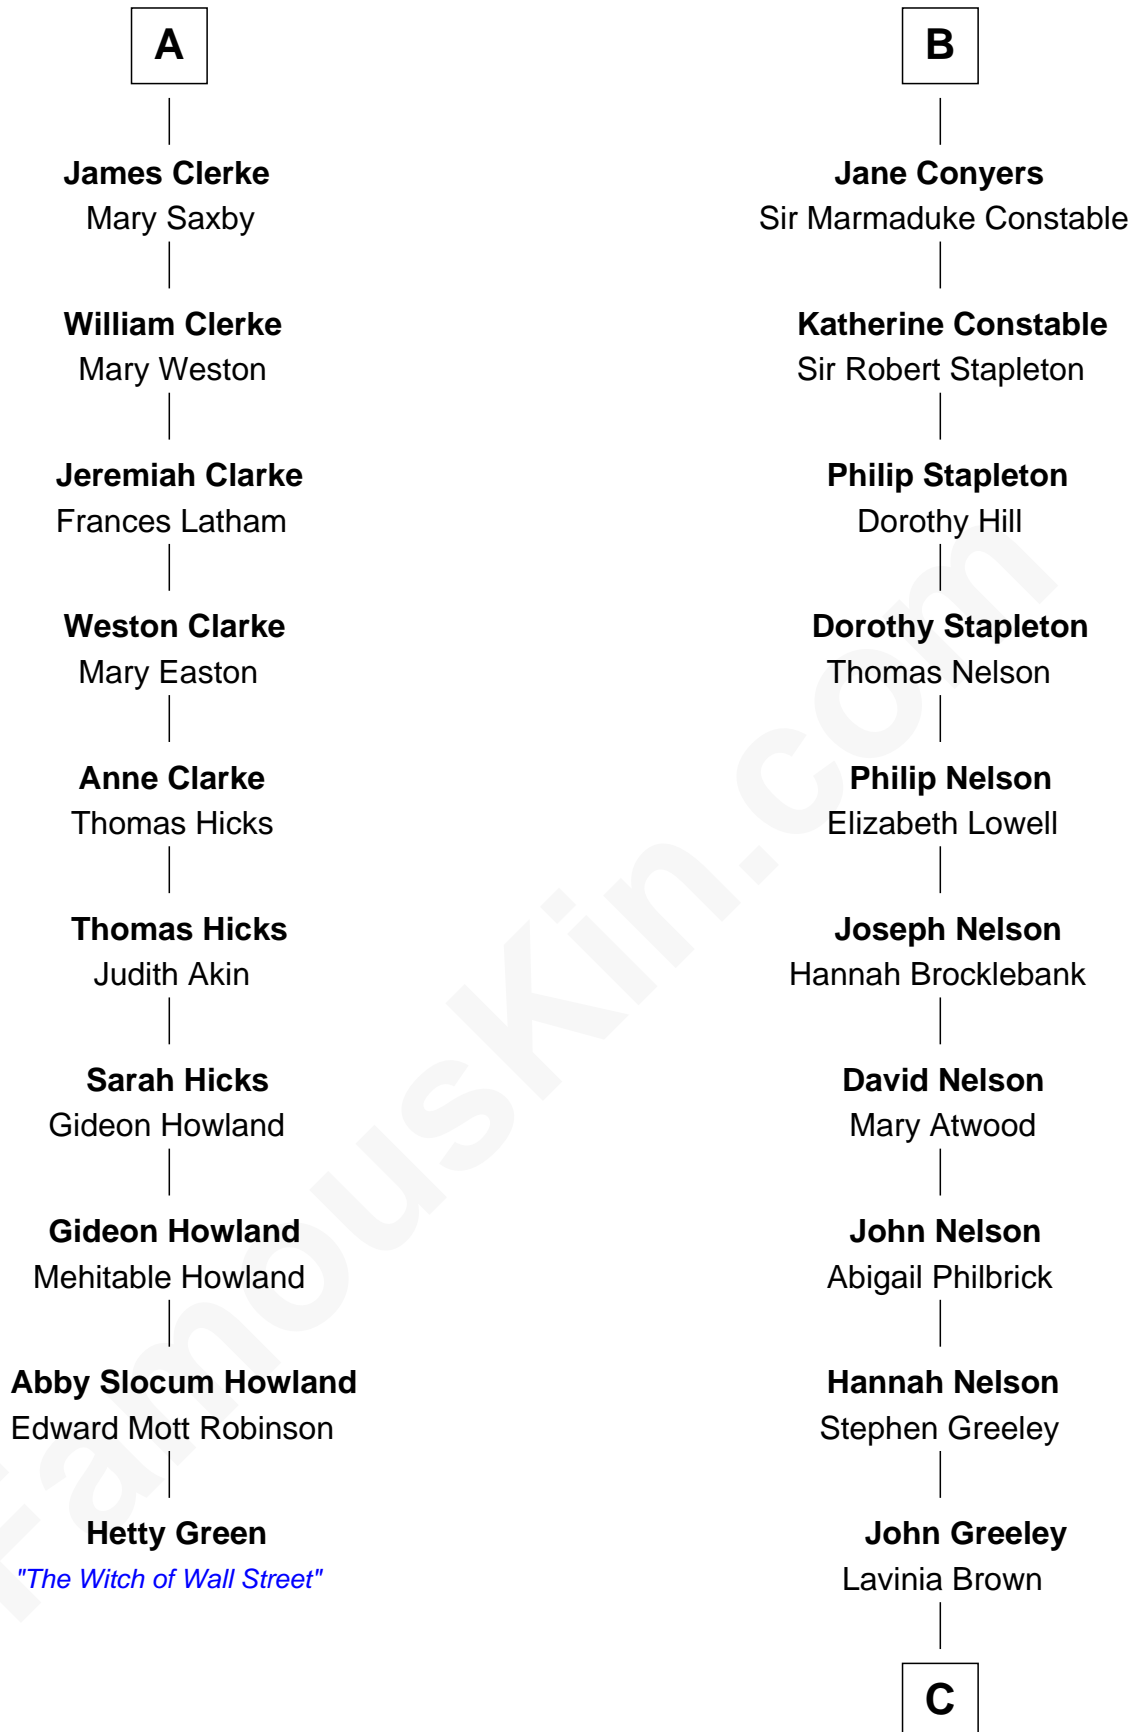 A
James Clerke
Mary Saxby
William Clerke
Mary Weston
Jeremiah Clarke
Frances Latham
Weston Clarke
Mary Easton
Anne Clarke
Thomas Hicks
Thomas Hicks
Judith Akin
Sarah Hicks
Gideon Howland
Gideon Howland
Mehitable Howland
Abby Slocum Howland
Edward Mott Robinson
Hetty Green
"The Witch of Wall Street"
B
Jane Conyers
Sir Marmaduke Constable
Katherine Constable
Sir Robert Stapleton
Philip Stapleton
Dorothy Hill
Dorothy Stapleton
Thomas Nelson
Philip Nelson
Elizabeth Lowell
Joseph Nelson
Hannah Brocklebank
David Nelson
Mary Atwood
John Nelson
Abigail Philbrick
Hannah Nelson
Stephen Greeley
John Greeley
Lavinia Brown
C
FamousKin.com